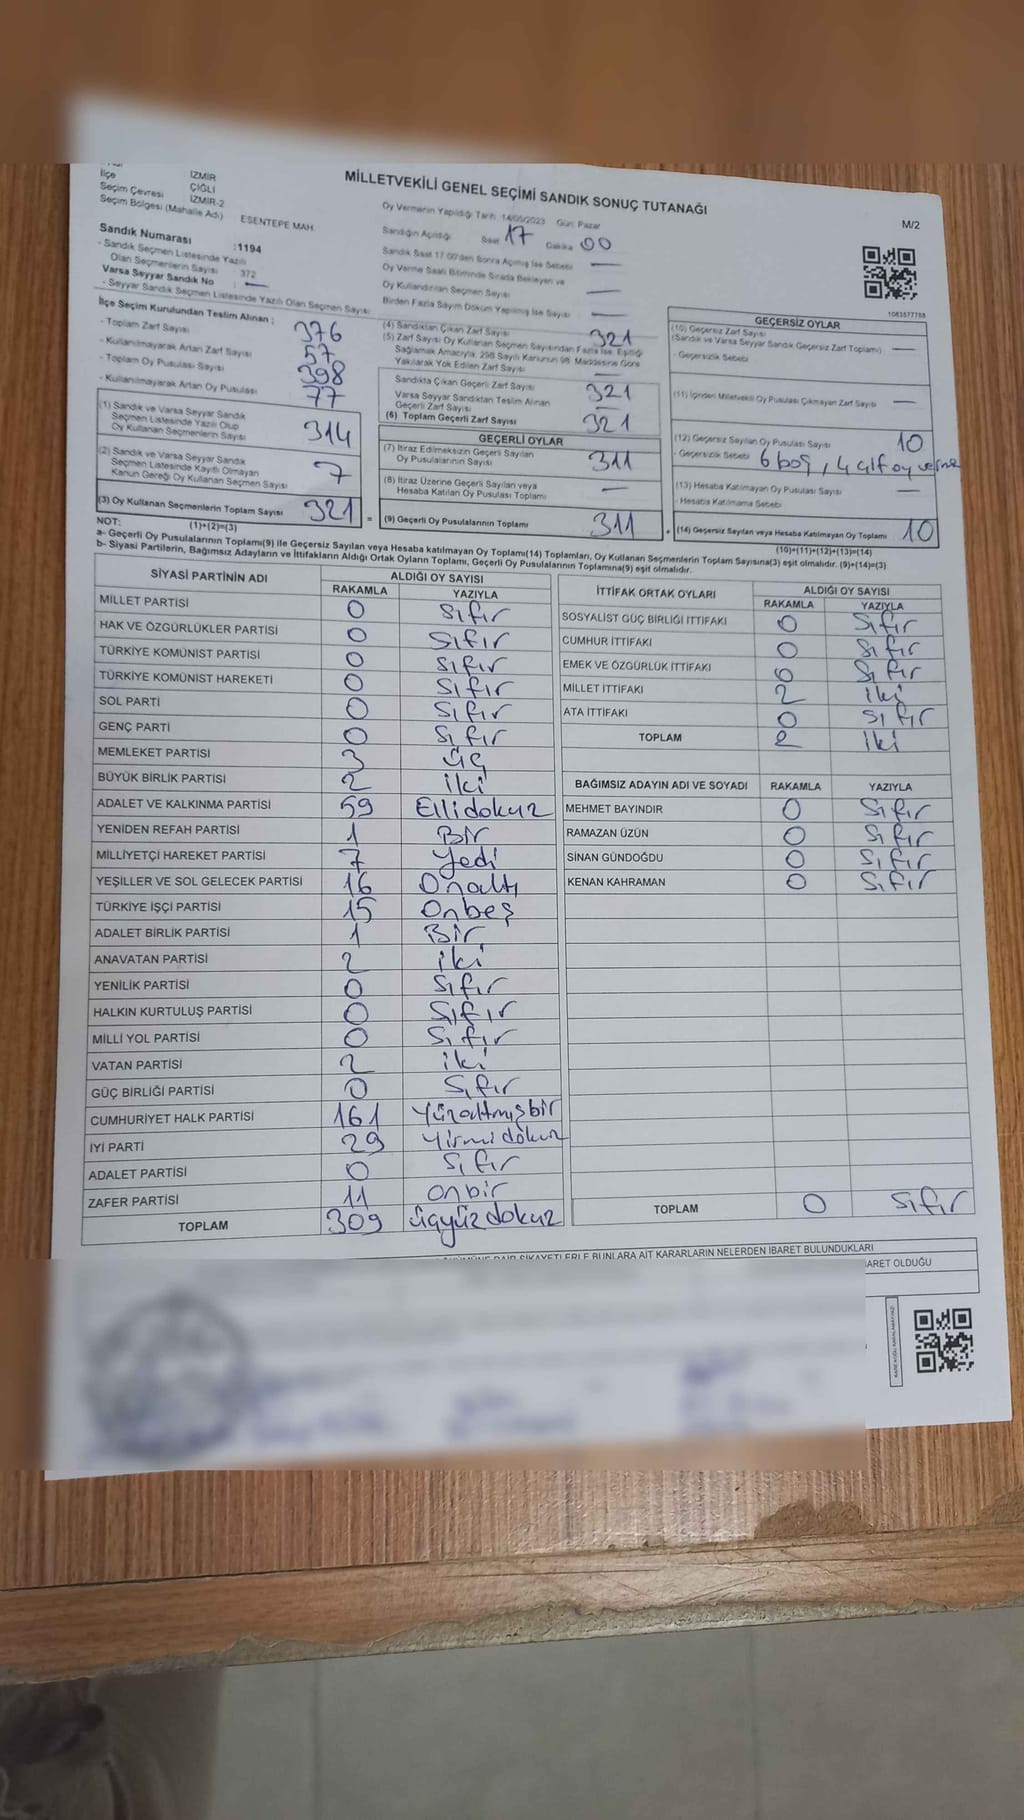 İlçe : İZMİR
Seçim Çevresi ÇİĞLİ
Seçim Bölgesi (Mahalle Adı) İZMİR-2
ESENTEPE MAH.
MİLLETVEKİLİ GENEL SEÇİMİ SANDIK SONUÇ TUTANAĞI
M/2
Oy Vermenin Yapıldığı Tarih: 14/05/2023 Gün: Pazar
Sandığın Açıldığı Saat 17 Dakika 00
Sandık Saat 17.00'den Sonra Açılmış İse Sebebi —
Oy Verme Saati Bitiminde Sırada Bekleyen ve
Oy Kullandırılan Seçmen Sayısı —
Birden Fazla Sayım Döküm Yapılmış İse Sayısı —
Sandık Numarası :1194
- Sandık Seçmen Listesinde Yazılı
Olan Seçmenlerin Sayısı : 372
Varsa Seyyar Sandık No : —
- Seyyar Sandık Seçmen Listesinde Yazılı Olan Seçmen Sayısı
İlçe Seçim Kurulundan Teslim Alınan ;
- Toplam Zarf Sayısı 376
- Kullanılmayarak Artan Zarf Sayısı 57
- Toplam Oy Pusulası Sayısı 398
- Kullanılmayarak Artan Oy Pusulası 77
(1) Sandık ve Varsa Seyyar Sandık
Seçmen Listesinde Yazılı Olup
Oy Kullanan Seçmenlerin Sayısı 314
(2) Sandık ve Varsa Seyyar Sandık
Seçmen Listesinde Kayıtlı Olmayan
Kanun Gereği Oy Kullanan Seçmen Sayısı 7
(3) Oy Kullanan Seçmenlerin Toplam Sayısı 321
(1)+(2)=(3)
(4) Sandıktan Çıkan Zarf Sayısı 321
(5) Zarf Sayısı Oy Kullanan Seçmen Sayısından Fazla İse, Eşitliği
Sağlamak Amacıyla, 298 Sayılı Kanunun 98. Maddesine Göre
Yakılarak Yok Edilen Zarf Sayısı —
Sandıkta Çıkan Geçerli Zarf Sayısı 321
Varsa Seyyar Sandıktan Teslim Alınan
Geçerli Zarf Sayısı —
(6) Toplam Geçerli Zarf Sayısı 321
GEÇERLİ OYLAR
(7) İtiraz Edilmeksizin Geçerli Sayılan
Oy Pusulalarının Sayısı 311
(8) İtiraz Üzerine Geçerli Sayılan veya
Hesaba Katılan Oy Pusulası Toplamı —
= (9) Geçerli Oy Pusulalarının Toplamı 311
1083577788
GEÇERSİZ OYLAR
(10) Geçersiz Zarf Sayısı
(Sandık ve Varsa Seyyar Sandık Geçersiz Zarf Toplamı) —
- Geçersizlik Sebebi
(11) İçinden Milletvekili Oy Pusulası Çıkmayan Zarf Sayısı —
(12) Geçersiz Sayılan Oy Pusulası Sayısı 10
- Geçersizlik Sebebi 6 boş, 4 çift oy verme
(13) Hesaba Katılmayan Oy Pusulası Sayısı —
- Hesaba Katılmama Sebebi
+ (14) Geçersiz Sayılan veya Hesaba Katılmayan Oy Toplamı 10
(10)+(11)+(12)+(13)=(14)
NOT:
a- Geçerli Oy Pusulalarının Toplamı(9) ile Geçersiz Sayılan veya Hesaba katılmayan Oy Toplamı(14) Toplamları, Oy Kullanan Seçmenlerin Toplam Sayısına(3) eşit olmalıdır. (9)+(14)=(3)
b- Siyasi Partilerin, Bağımsız Adayların ve İttifakların Aldığı Ortak Oyların Toplamı, Geçerli Oy Pusulalarının Toplamına(9) eşit olmalıdır.
SİYASİ PARTİNİN ADI ALDIĞI OY SAYISI
RAKAMLA YAZIYLA
MİLLET PARTİSİ 0 Sıfır
HAK VE ÖZGÜRLÜKLER PARTİSİ 0 Sıfır
TÜRKİYE KOMÜNİST PARTİSİ 0 Sıfır
TÜRKİYE KOMÜNİST HAREKETİ 0 Sıfır
SOL PARTİ 0 Sıfır
GENÇ PARTİ 0 Sıfır
MEMLEKET PARTİSİ 3 üç
BÜYÜK BİRLİK PARTİSİ 2 iki
ADALET VE KALKINMA PARTİSİ 59 Ellidokuz
YENİDEN REFAH PARTİSİ 1 Bir
MİLLİYETÇİ HAREKET PARTİSİ 7 Yedi
YEŞİLLER VE SOL GELECEK PARTİSİ 16 Onaltı
TÜRKİYE İŞÇİ PARTİSİ 15 Onbeş
ADALET BİRLİK PARTİSİ 1 Bir
ANAVATAN PARTİSİ 2 iki
YENİLİK PARTİSİ 0 Sıfır
HALKIN KURTULUŞ PARTİSİ 0 Sıfır
MİLLİ YOL PARTİSİ 0 Sıfır
VATAN PARTİSİ 2 iki
GÜÇ BİRLİĞİ PARTİSİ 0 Sıfır
CUMHURİYET HALK PARTİSİ 161 Yüzaltmışbir
İYİ PARTİ 29 Yirmidokuz
ADALET PARTİSİ 0 Sıfır
ZAFER PARTİSİ 11 onbir
TOPLAM 309 üçyüzdokuz
İTTİFAK ORTAK OYLARI ALDIĞI OY SAYISI
RAKAMLA YAZIYLA
SOSYALİST GÜÇ BİRLİĞİ İTTİFAKI 0 Sıfır
CUMHUR İTTİFAKI 0 Sıfır
EMEK VE ÖZGÜRLÜK İTTİFAKI 0 Sıfır
MİLLET İTTİFAKI 2 iki
ATA İTTİFAKI 0 sıfır
TOPLAM 2 iki
BAĞIMSIZ ADAYIN ADI VE SOYADI RAKAMLA YAZIYLA
MEHMET BAYINDIR 0 Sıfır
RAMAZAN ÜZÜN 0 Sıfır
SİNAN GÜNDOĞDU 0 Sıfır
KENAN KAHRAMAN 0 Sıfır
TOPLAM 0 Sıfır
ŞİKAYETLERLE BUNLARA AİT KARARLARIN NELERDEN İBARET BULUNDUKLARI
OLDUĞU